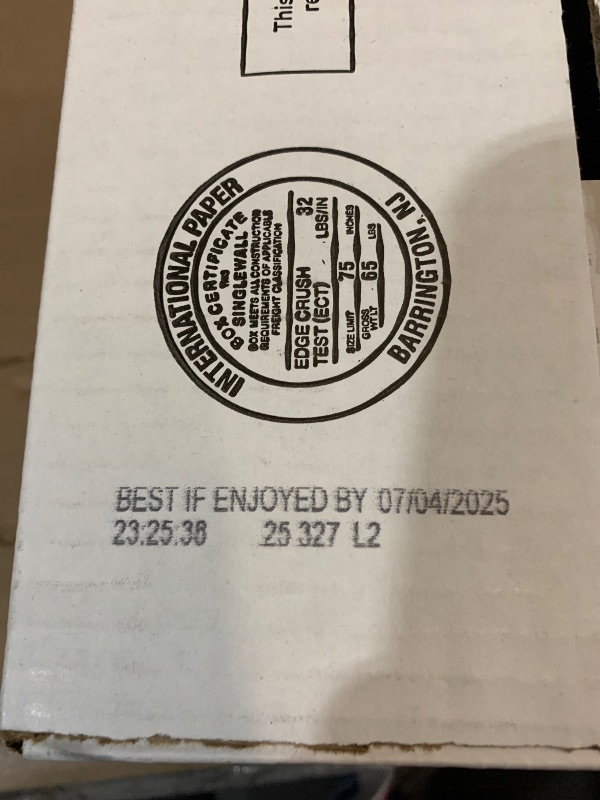 This
re
INTERNATIONAL PAPER
BOX CERTIFICATE
THIS
SINGLEWALL
BOX MEETS ALL CONSTRUCTION
REQUIREMENTS OF APPLICABLE
FREIGHT CLASSIFICATION
EDGE CRUSH 32
TEST (ECT) LBS/IN
SIZE LIMIT 75 INCHES
GROSS
WT LT 65 LBS
BARRINGTON, NJ
BEST IF ENJOYED BY 07/04/2025
23:25:38 25 327 L2